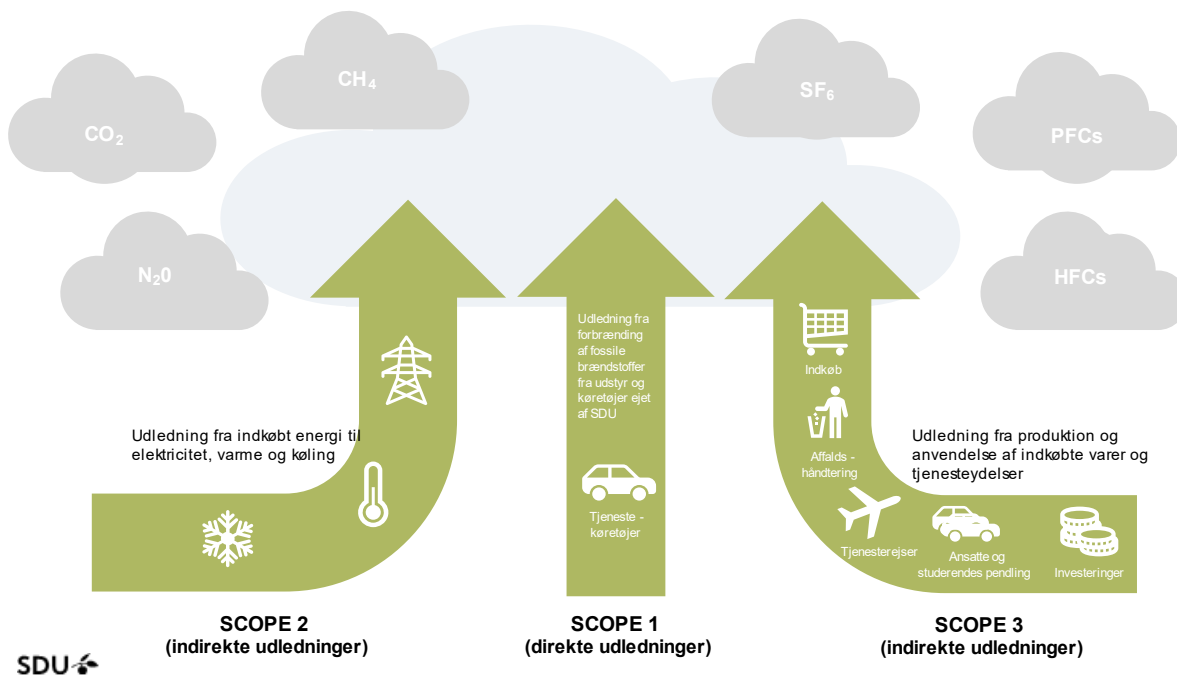 CO₂
CH₄
SF₆
PFCs
N₂0
HFCs
Udledning fra indkøbt energi til
elektricitet, varme og køling
Udledning fra
forbrænding
af fossile
brændstoffer
fra udstyr og
køretøjer ejet
af SDU
Tjeneste -
køretøjer
Indkøb
Affalds -
håndtering
Tjenesterejser
Ansatte og
studerendes pendling
Investeringer
Udledning fra produktion og
anvendelse af indkøbte varer og
tjenesteydelser
SCOPE 2
(indirekte udledninger)
SCOPE 1
(direkte udledninger)
SCOPE 3
(indirekte udledninger)
SDU